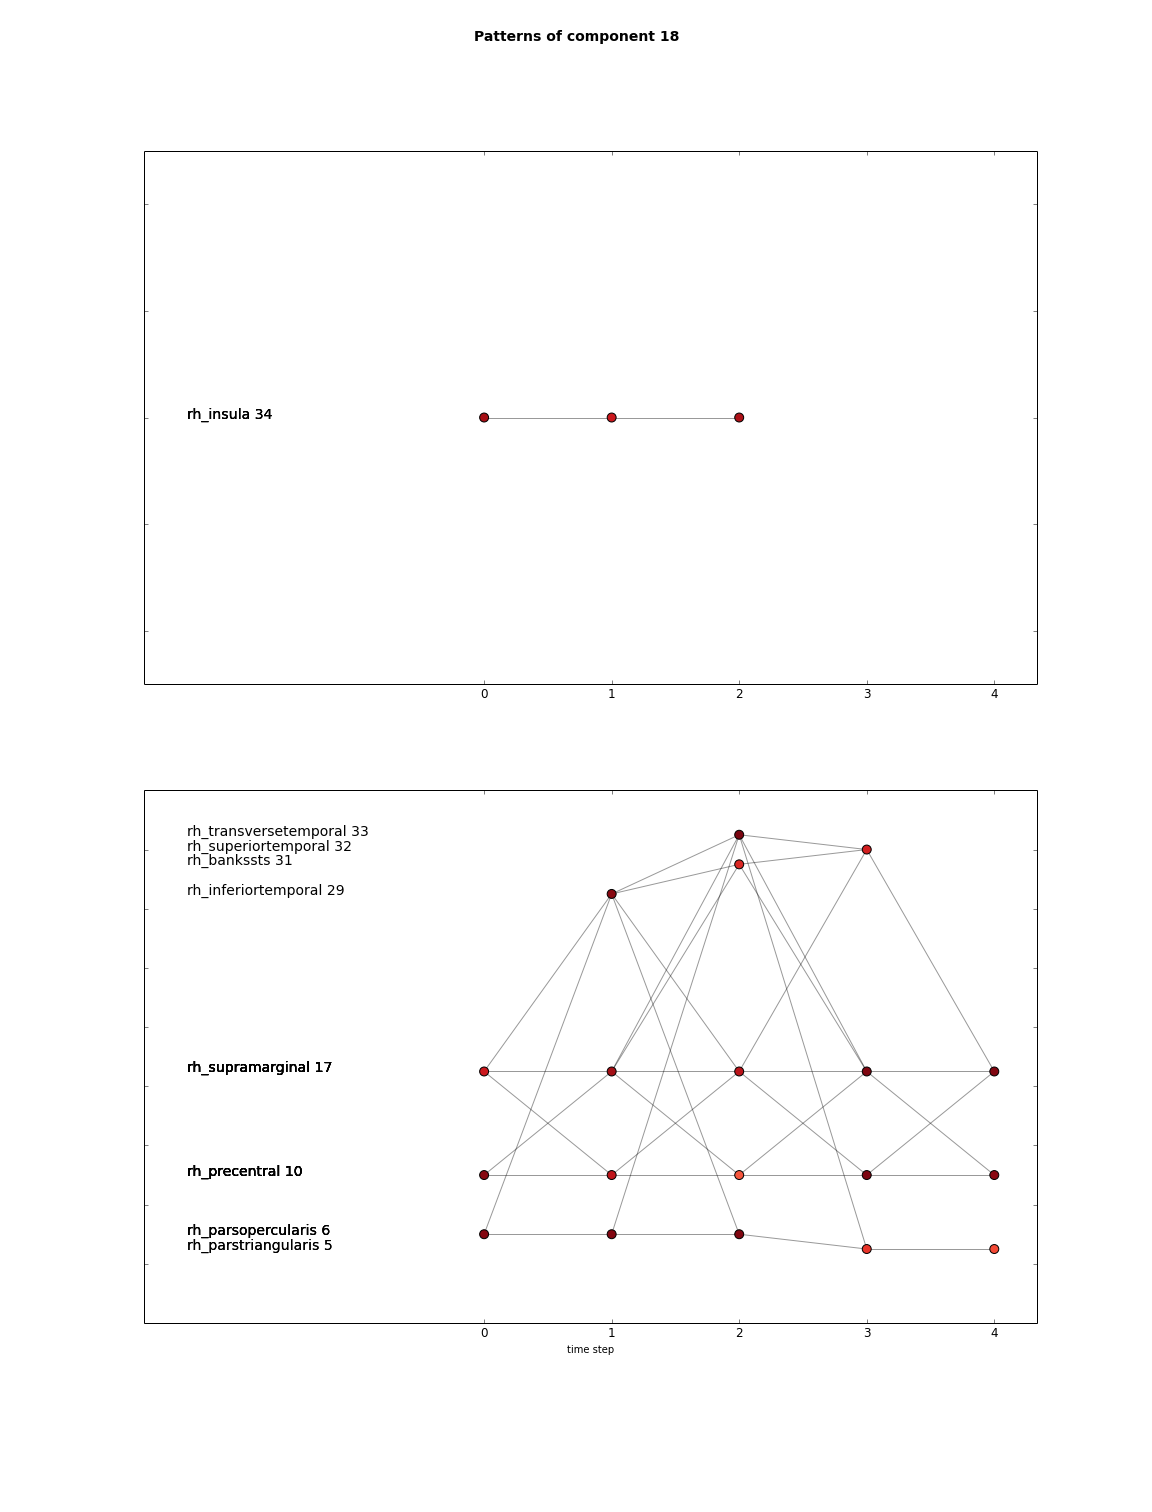 Patterns of component 18
rh_insula 34
0 1 2 3 4
rh_transversetemporal 33
rh_superiortemporal 32
rh_bankssts 31
rh_inferiortemporal 29
rh_supramarginal 17
rh_precentral 10
rh_parsopercularis 6
rh_parstriangularis 5
0 1 2 3 4
time step